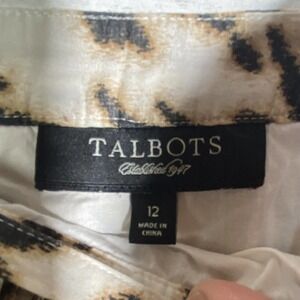 TALBOTS
Established 1947
12
MADE IN
CHINA